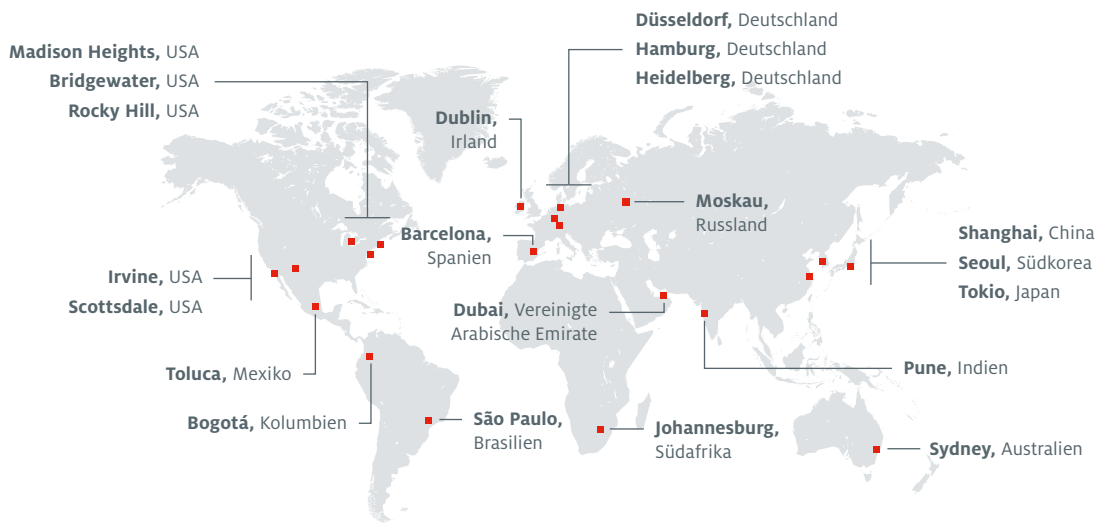 Madison Heights, USA
Bridgewater, USA
Rocky Hill, USA
Düsseldorf, Deutschland
Hamburg, Deutschland
Heidelberg, Deutschland
Dublin,
Irland
Moskau,
Russland
Barcelona,
Spanien
Shanghai, China
Seoul, Südkorea
Tokio, Japan
Irvine, USA
Scottsdale, USA
Dubai, Vereinigte
Arabische Emirate
Toluca, Mexiko
Pune, Indien
Bogotá, Kolumbien
São Paulo,
Brasilien
Johannesburg,
Südafrika
Sydney, Australien